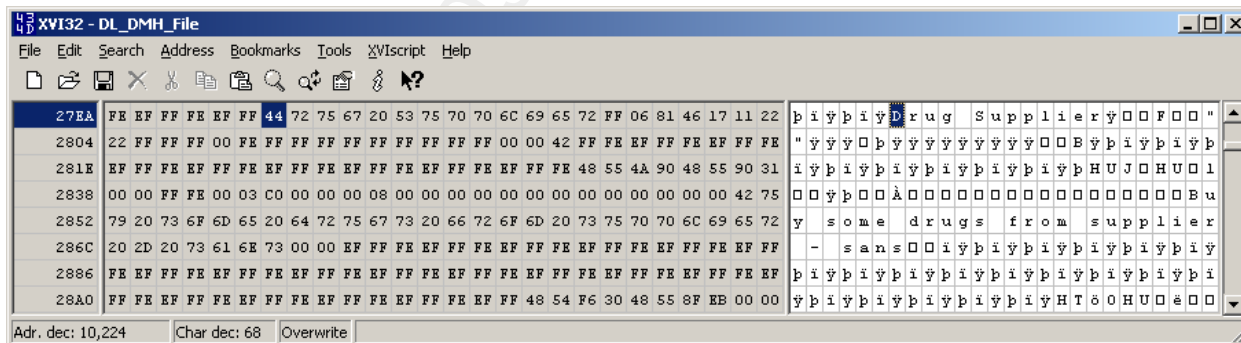 XVI32 - DL_DMH_File
File Edit Search Address Bookmarks Tools XVIscript Help
27EA FE EF FF FE EF FF 44 72 75 67 20 53 75 70 70 6C 69 65 72 FF 06 81 46 17 11 22 þïÿþïÿDrug Supplierÿ□□F□□"
2804 22 FF FF FF 00 FE FF FF FF FF FF FF FF FF FF 00 00 42 FF FE EF FF FE EF FF FE "ÿÿÿ□þÿÿÿÿÿÿÿÿÿ□□Bÿþïÿþïÿþ
281E EF FF FE EF FF FE EF FF FE EF FF FE EF FF FE EF FF FE 48 55 4A 90 48 55 90 31 ïÿþïÿþïÿþïÿþïÿþïÿþHUJ□HU□1
2838 00 00 FF FE 00 03 C0 00 00 00 00 08 00 00 00 00 00 00 00 00 00 00 00 00 42 75 □□ÿþ□□À□□□□□□□□□□□□□□□□□Bu
2852 79 20 73 6F 6D 65 20 64 72 75 67 73 20 66 72 6F 6D 20 73 75 70 70 6C 69 65 72 y some drugs from supplier
286C 20 2D 20 73 61 6E 73 00 00 EF FF FE EF FF FE EF FF FE EF FF FE EF FF FE EF FF - sans□□ïÿþïÿþïÿþïÿþïÿþïÿ
2886 FE EF FF FE EF FF FE EF FF FE EF FF FE EF FF FE EF FF FE EF FF FE EF FF FE EF þïÿþïÿþïÿþïÿþïÿþïÿþïÿþïÿþï
28A0 FF FE EF FF FE EF FF FE EF FF FE EF FF FE EF FF 48 54 F6 30 48 55 8F EB 00 00 ÿþïÿþïÿþïÿþïÿþïÿHTö0HU□ë□□
Adr. dec: 10,224 Char dec: 68 Overwrite